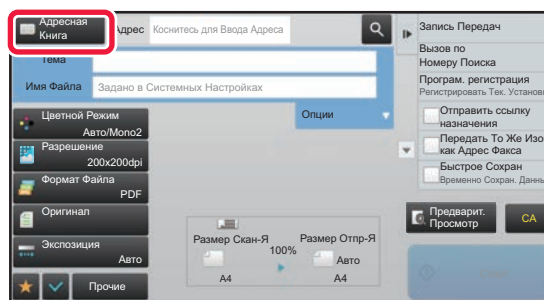 Адресная
Книга
Адрес
Коснитесь для Ввода Адреса
Тема
Имя Файла
Задано в Системных Настройках
Опции
Цветной Режим
Авто/Mono2
Разрешение
200x200dpi
Формат Файла
PDF
Оригинал
Экспозиция
Авто
Прочие
Размер Скан-Я
100%
Размер Отпр-Я
Авто
A4
A4
Запись Передач
Вызов по
Номеру Поиска
Програм. регистрация
Регистрировать Тек. Установ
Отправить ссылку
назначения
Передать То Же Изо
как Адрес Факса
Быстрое Сохран
Временно Сохран. Данн
Предварит.
Просмотр
CA